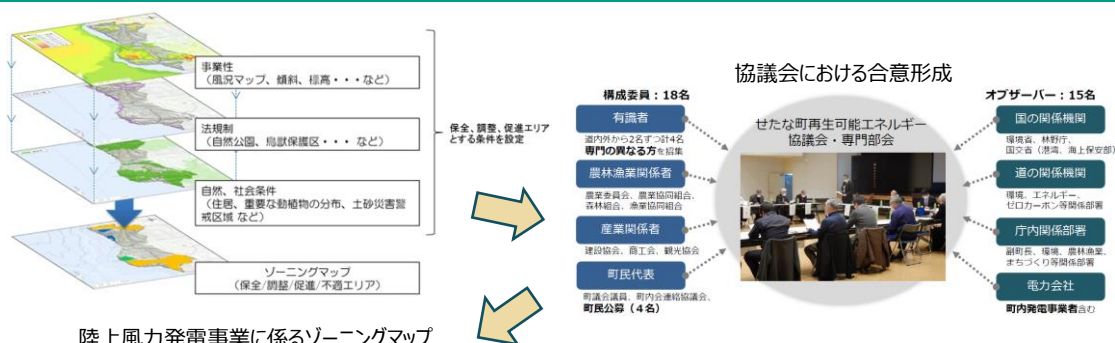 事業性
(風況マップ、傾斜、標高・・・など)
法規制
(自然公園、鳥獣保護区・・・ など)
自然、社会条件
(住居、重要な動植物の分布、土砂災害警
戒区域 など)
ゾーニングマップ
(保全/調整/促進/不適エリア)
保全、調整、促進エリア
とする条件を設定
陸上風力発電事業に係るゾーニングマップ
協議会における合意形成
構成委員:18名
有識者
道内外から2名ずつ計4名
専門の異なる方を招集
農林漁業関係者
農業委員会、農業協同組合、
森林組合、漁業協同組合
産業関係者
建設協会、商工会、観光協会
町民代表
町議会議員、町内会連絡協議会、
町民公募(4名)
せたな町再生可能エネルギー
協議会・専門部会
オブザーバー:15名
国の関係機関
環境省、林野庁、
国交省(港湾、海上保安部)
道の関係機関
環境、エネルギー、
ゼロカーボン等関係部署
庁内関係部署
副町長、環境、農林漁業、
まちづくり等関係部署
電力会社
町内発電事業者含む